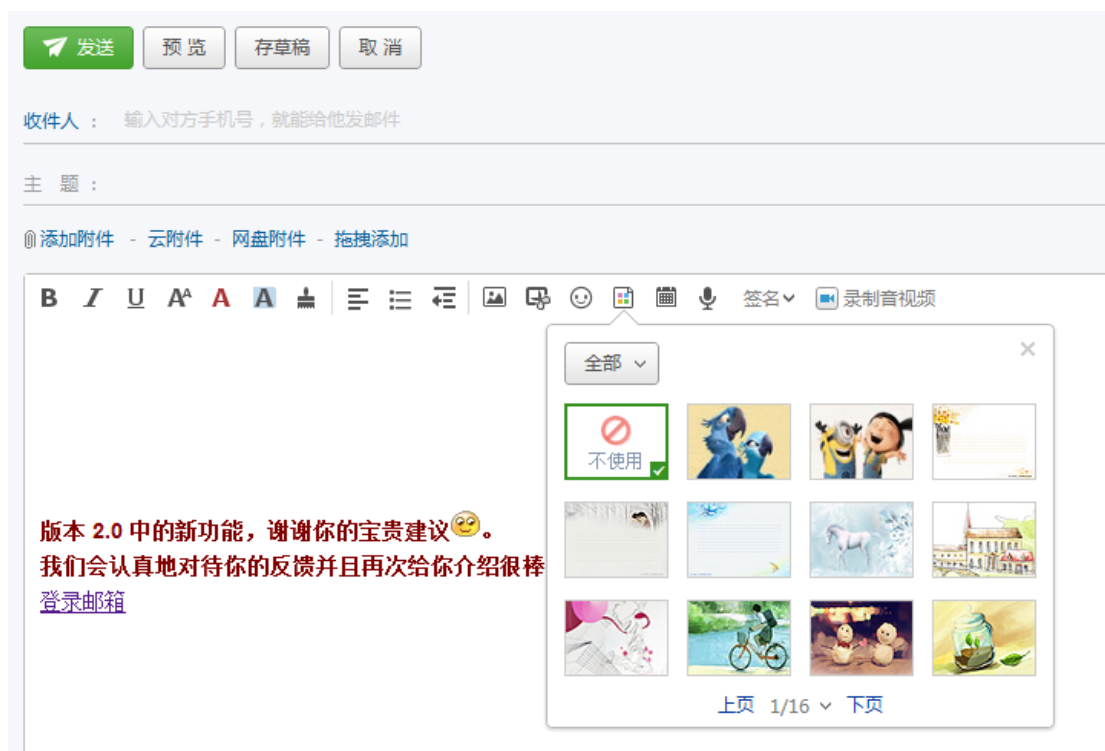 发送 预 览 存草稿 取 消
收件人 : 输入对方手机号，就能给他发邮件
主 题 :
添加附件 - 云附件 - 网盘附件 - 拖拽添加
B I U AA A A 签名 录制音视频
全部
不使用
版本 2.0 中的新功能，谢谢你的宝贵建议。
我们会认真地对待你的反馈并且再次给你介绍很棒
登录邮箱
上页 1/16 下页